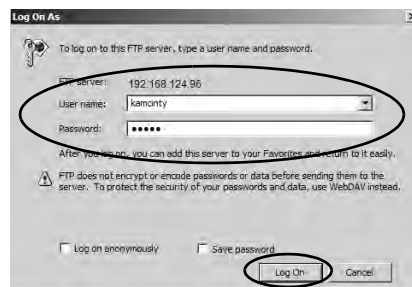 Log On As
To log on to this FTP server, type a user name and password.
FTP server: 192.168.124.96
User name: kamcinty
Password: •••••
After you log on, you can add this server to your Favorites and return to it easily.
FTP does not encrypt or encode passwords or data before sending them to the
server. To protect the security of your passwords and data, use WebDAV instead.
Log on anonymously Save password
Log On Cancel